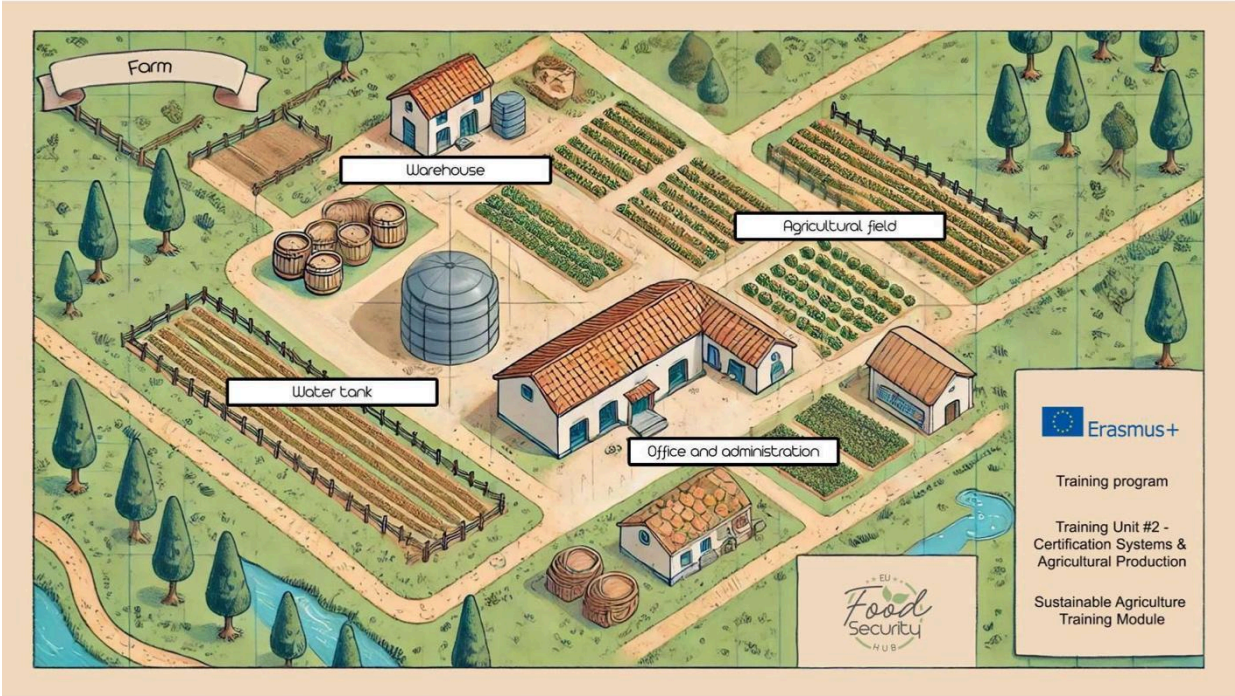 Farm
Warehouse
Agricultural field
Water tank
Office and administration
Erasmus+
Training program
Training Unit #2 -
Certification Systems &
Agricultural Production
Sustainable Agriculture
Training Module
EU
Food
Security
HUB